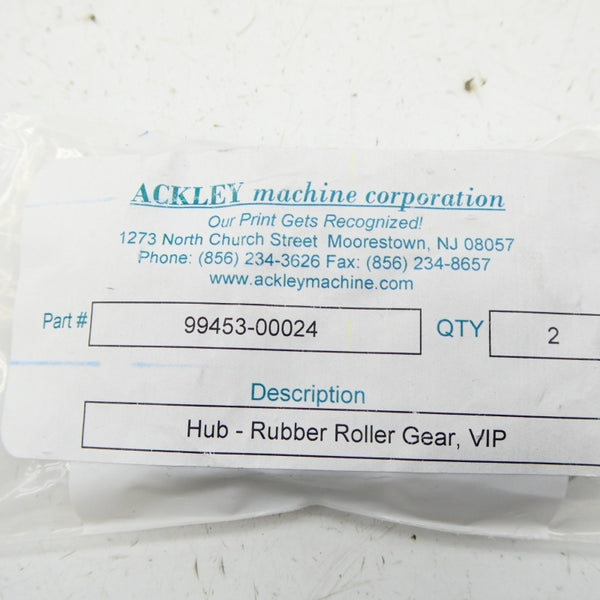 ACKLEY machine corporation
Our Print Gets Recognized!
1273 North Church Street Moorestown, NJ 08057
Phone: (856) 234-3626 Fax: (856) 234-8657
www.ackleymachine.com
Part # 99453-00024 QTY 2
Description
Hub - Rubber Roller Gear, VIP